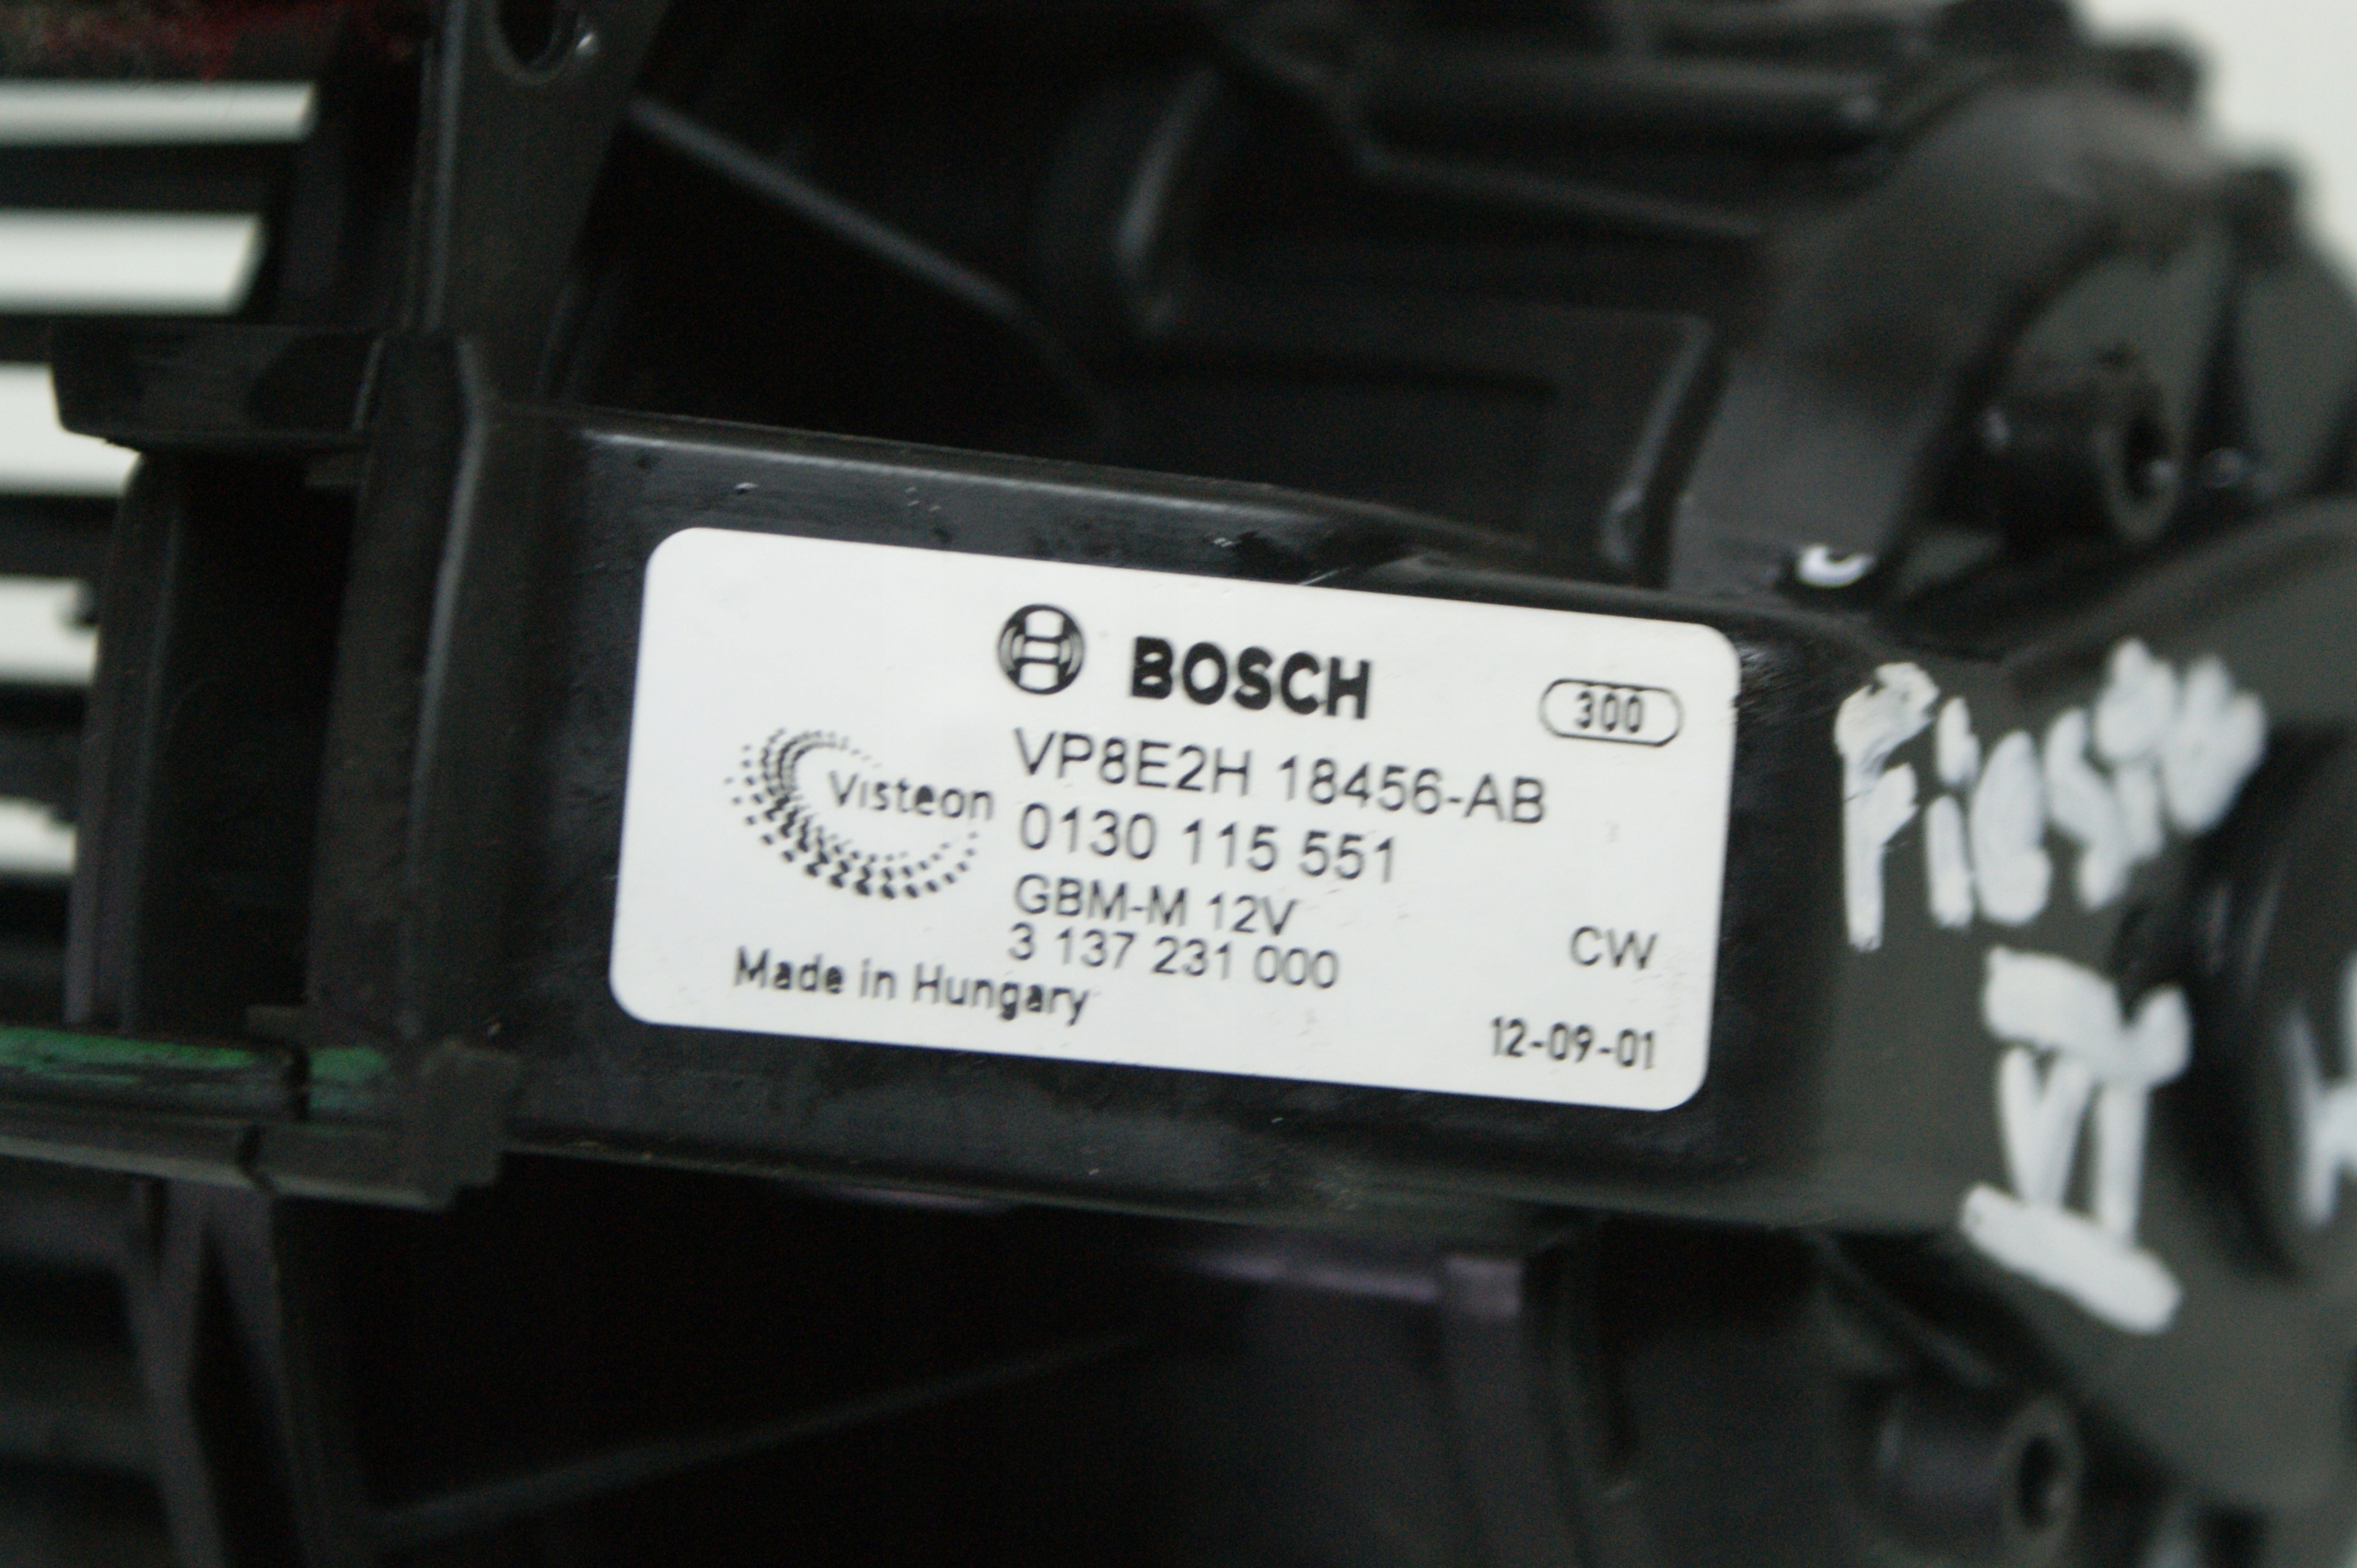 BOSCH
300
VP8E2H 18456-AB
Visteon
0130 115 551
GBM-M 12V
3 137 231 000
CW
Made in Hungary
12-09-01
Fiesta
VI